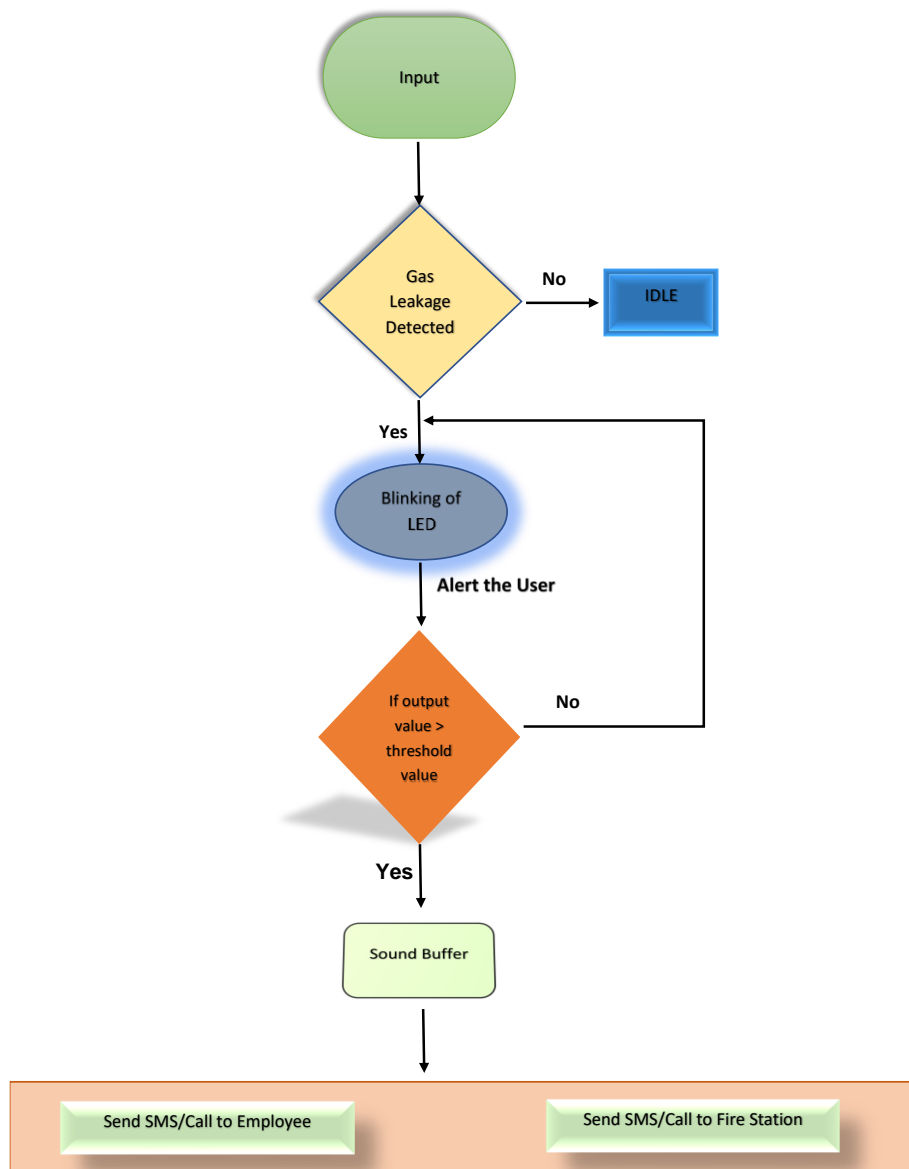 Input
Gas
Leakage
Detected
No
IDLE
Yes
Blinking of
LED
Alert the User
If output
value >
threshold
value
No
Yes
Sound Buffer
Send SMS/Call to Employee
Send SMS/Call to Fire Station